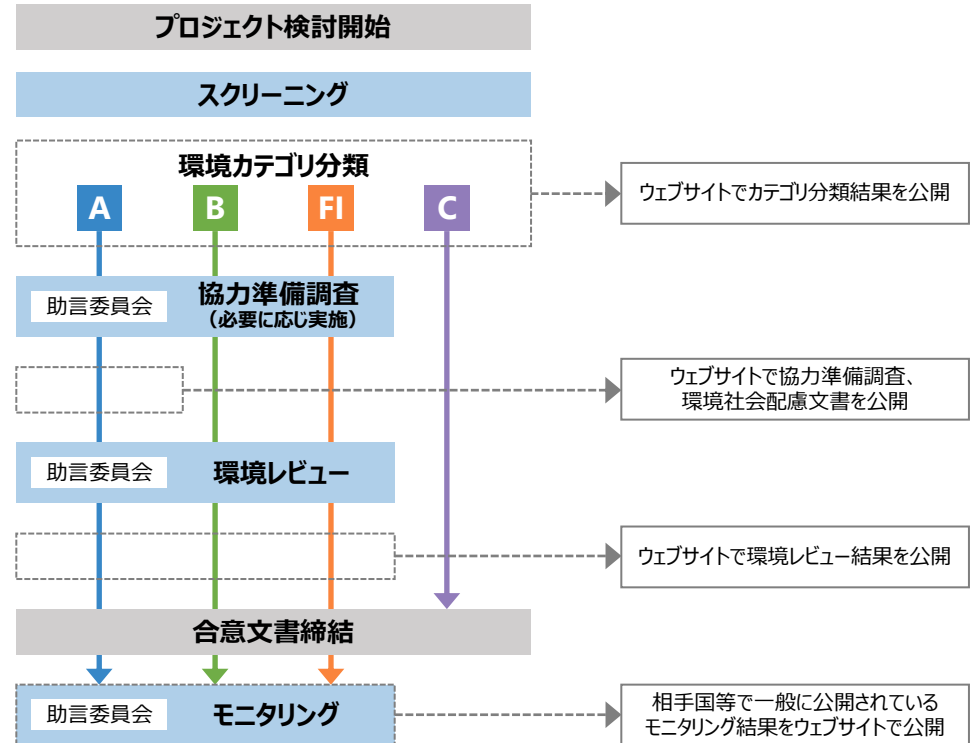 プロジェクト検討開始
スクリーニング
環境カテゴリ分類
A
B
FI
C
ウェブサイトでカテゴリ分類結果を公開
助言委員会
協力準備調査
（必要に応じ実施）
ウェブサイトで協力準備調査、
環境社会配慮文書を公開
助言委員会
環境レビュー
ウェブサイトで環境レビュー結果を公開
合意文書締結
助言委員会
モニタリング
相手国等で一般に公開されている
モニタリング結果をウェブサイトで公開